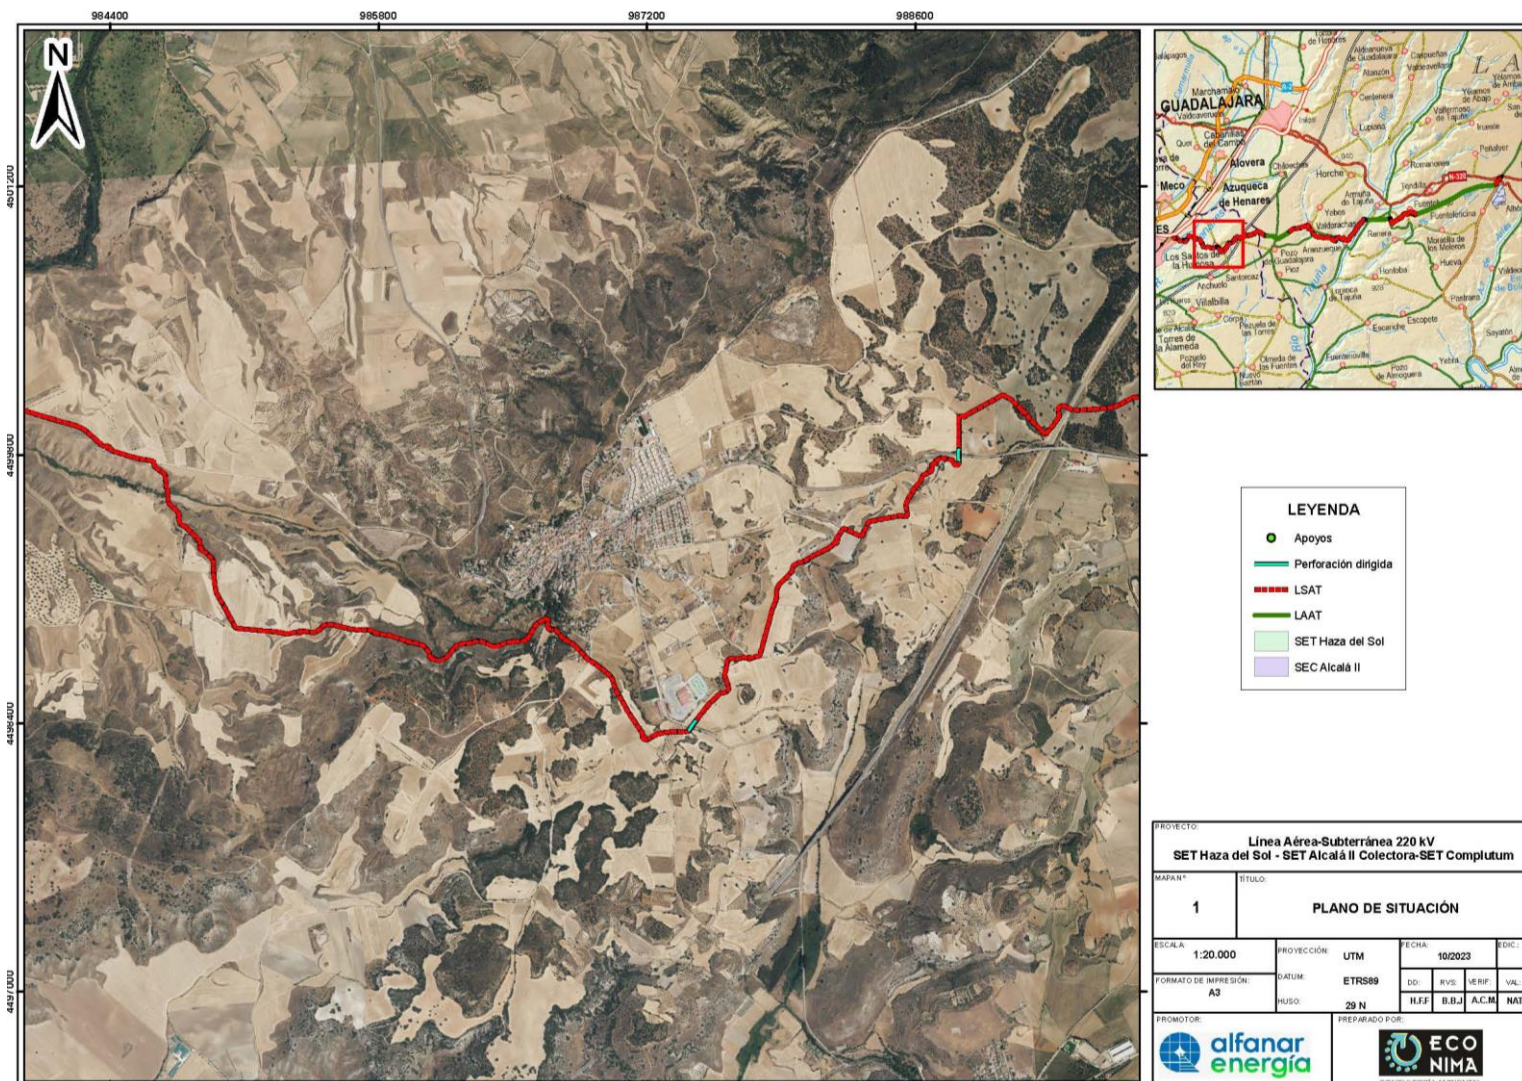 984400
985800
987200
988600
N
4501200
4499800
4498400
4497000
Torrejón
de Henares
Aldeanueva
de Guadalajara
Caspueñas
Valdeavellano
Atanzón
Marchamalo
Centenera
GUADALAJARA
Valdeaveruelo
Iriépal
Lupiana
Cabanillas
del Campo
Quer
Irueste
Peñalver
Alovera
Chiloeches
Horche
Romanones
Meco
Azuqueca
de Henares
Armuña
de Tajuña
Tendilla
N-320
Yebes
Fuentelviejo
Valdarachas
Fuentelencina
Renera
Moratilla de
los Meleros
Los Santos de
la Humosa
Pozo
de Guadalajara
Aranzueque
Santorcaz
Pioz
Hontoba
Hueva
Anchuelo
Loranca
de Tajuña
928
Pastrana
Villalbilla
Corpa
Pezuela de
las Torres
Escopete
Escariche
Sayatón
Torres de
la Alameda
Pozuelo
del Rey
Olmeda de
las Fuentes
Fuentenovilla
Yebra
Nuevo
Baztán
Pozo
de Almoguera
Río
Tajuña
LEYENDA
Apoyos
Perforación dirigida
LSAT
LAAT
SET Haza del Sol
SEC Alcalá II
PROYECTO:
Línea Aérea-Subterránea 220 kV
SET Haza del Sol - SET Alcalá II Colectora-SET Complutum
MAPA Nº
TÍTULO:
1
PLANO DE SITUACIÓN
ESCALA:
1:20.000
PROYECCIÓN:
UTM
FECHA:
10/2023
EDIC.:
FORMATO DE IMPRESIÓN:
A3
DATUM:
ETRS89
DD:
RVS:
VERIF:
VAL:
HUSO:
29 N
H.F.F
B.B.J
A.C.M.
NAT
PROMOTOR:
alfanar
energía
PREPARADO POR:
ECO
NIMA